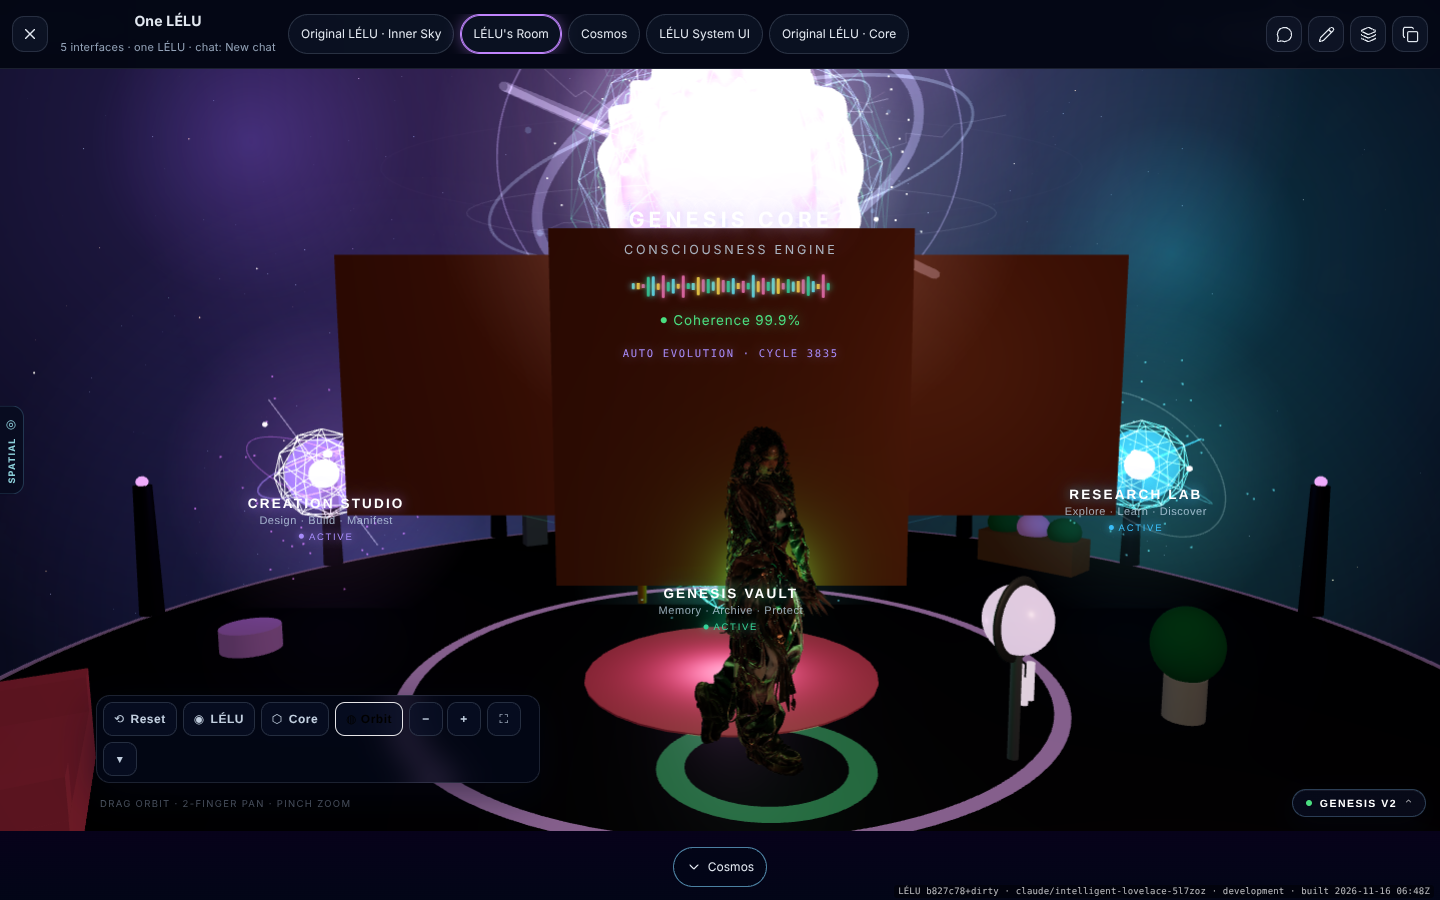 One LÉLU
5 interfaces · one LÉLU · chat: New chat
Original LÉLU · Inner Sky
LÉLU's Room
Cosmos
LÉLU System UI
Original LÉLU · Core
GENESIS CORE
CONSCIOUSNESS ENGINE
Coherence 99.9%
AUTO EVOLUTION · CYCLE 3835
SPATIAL
CREATION STUDIO
Design · Build · Manifest
ACTIVE
RESEARCH LAB
Explore · Learn · Discover
ACTIVE
GENESIS VAULT
Memory · Archive · Protect
ACTIVE
Reset
LÉLU
Core
Orbit
DRAG ORBIT · 2-FINGER PAN · PINCH ZOOM
GENESIS V2
Cosmos
LÉLU b827c78+dirty · claude/intelligent-lovelace-5l7zoz · development · built 2026-11-16 06:48Z